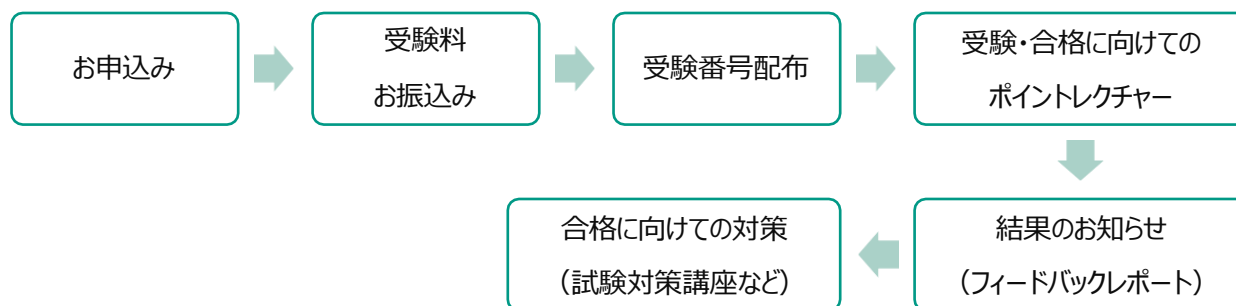 お申込み
受験料
お振込み
受験番号配布
受験・合格に向けての
ポイントレクチャー
結果のお知らせ
（フィードバックレポート）
合格に向けての対策
（試験対策講座など）